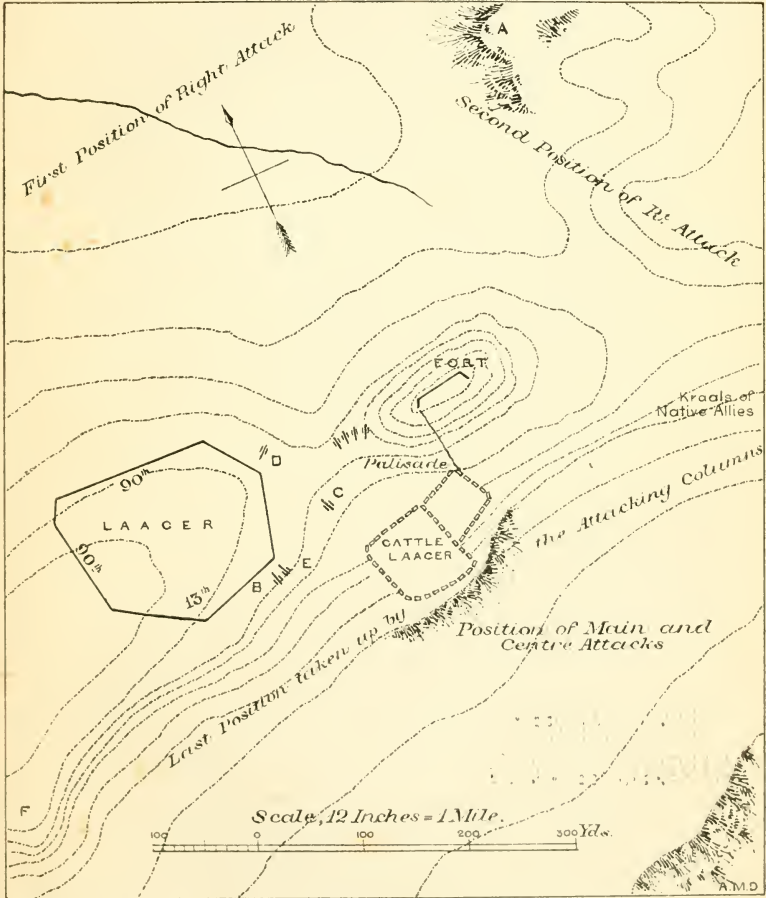 A
First Position of Right Attack
Second Position of Rt. Attack
FORT
Kraals of
Native Allies
Palisade
D
90th
C
LAAGER
CATTLE
LAAGER
the Attacking Columns
90th
E
B
13th
Last Position taken up by
Position of Main and
Centre Attacks
F
Scale, 12 Inches = 1 Mile.
100 0 100 200 300 Yds.
A.M.D